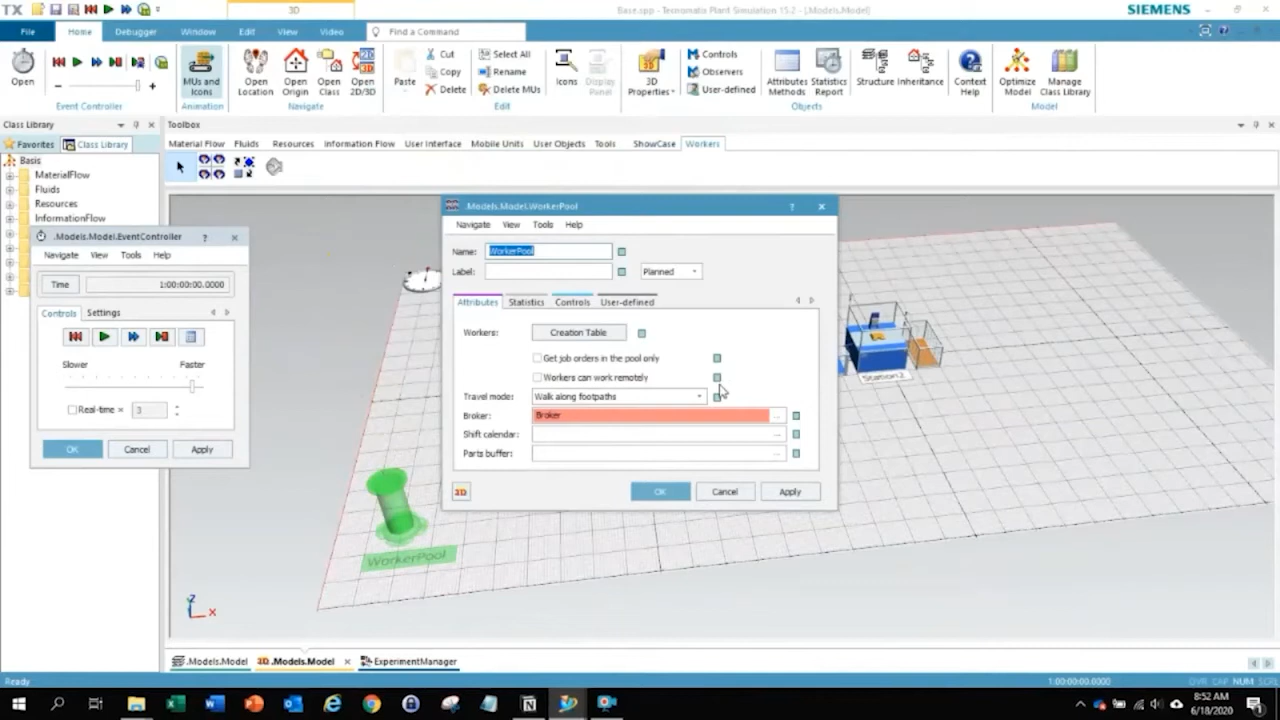 TX
3D
Base.spp - Tecnomatix Plant Simulation 15.2 - [.Models.Model]
SIEMENS
File Home Debugger Window Edit View Video Find a Command
Open
Event Controller
MUs and Icons
Animation
Open Location
Open Origin
Open Class
Open 2D/3D
Navigate
Paste
Cut
Copy
Delete
Select All
Rename
Delete MUs
Edit
Icons
Display Panel
3D Properties
Controls
Observers
User-defined
Attributes Methods
Statistics Report
Objects
Structure
Inheritance
Context Help
Optimize Model
Manage Class Library
Model
Class Library
Toolbox
Favorites Class Library
Material Flow Fluids Resources Information Flow User Interface Mobile Units User Objects Tools ShowCase Workers
Basis
MaterialFlow
Fluids
Resources
InformationFlow
.Models.Model.EventController ?
Navigate View Tools Help
Time 1:00:00:00.0000
Controls Settings
Slower Faster
Real-time x 3
OK Cancel Apply
.Models.Model.WorkerPool ?
Navigate View Tools Help
Name: WorkerPool
Label: Planned
Attributes Statistics Controls User-defined
Workers: Creation Table
Get job orders in the pool only
Workers can work remotely
Travel mode: Walk along footpaths
Broker: Broker
Shift calendar:
Parts buffer:
3D OK Cancel Apply
WorkerPool
Z
X
.Models.Model 3D .Models.Model ExperimentManager
Ready 1:00:00:00.0000 OVR CAP NUM SCRL
8:52 AM
6/18/2020